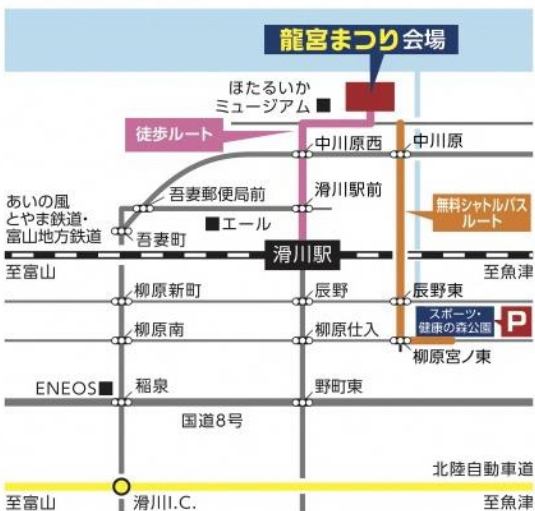 龍宮まつり会場
ほたるいか
ミュージアム
徒歩ルート
中川原西
中川原
あいの風
とやま鉄道・
富山地方鉄道
吾妻郵便局前
滑川駅前
無料シャトルバス
ルート
エール
吾妻町
滑川駅
至富山
至魚津
柳原新町
辰野
辰野東
スポーツ・
健康の森公園
P
柳原南
柳原仕入
柳原宮ノ東
ENEOS
稲泉
野町東
国道8号
北陸自動車道
至富山
滑川I.C.
至魚津